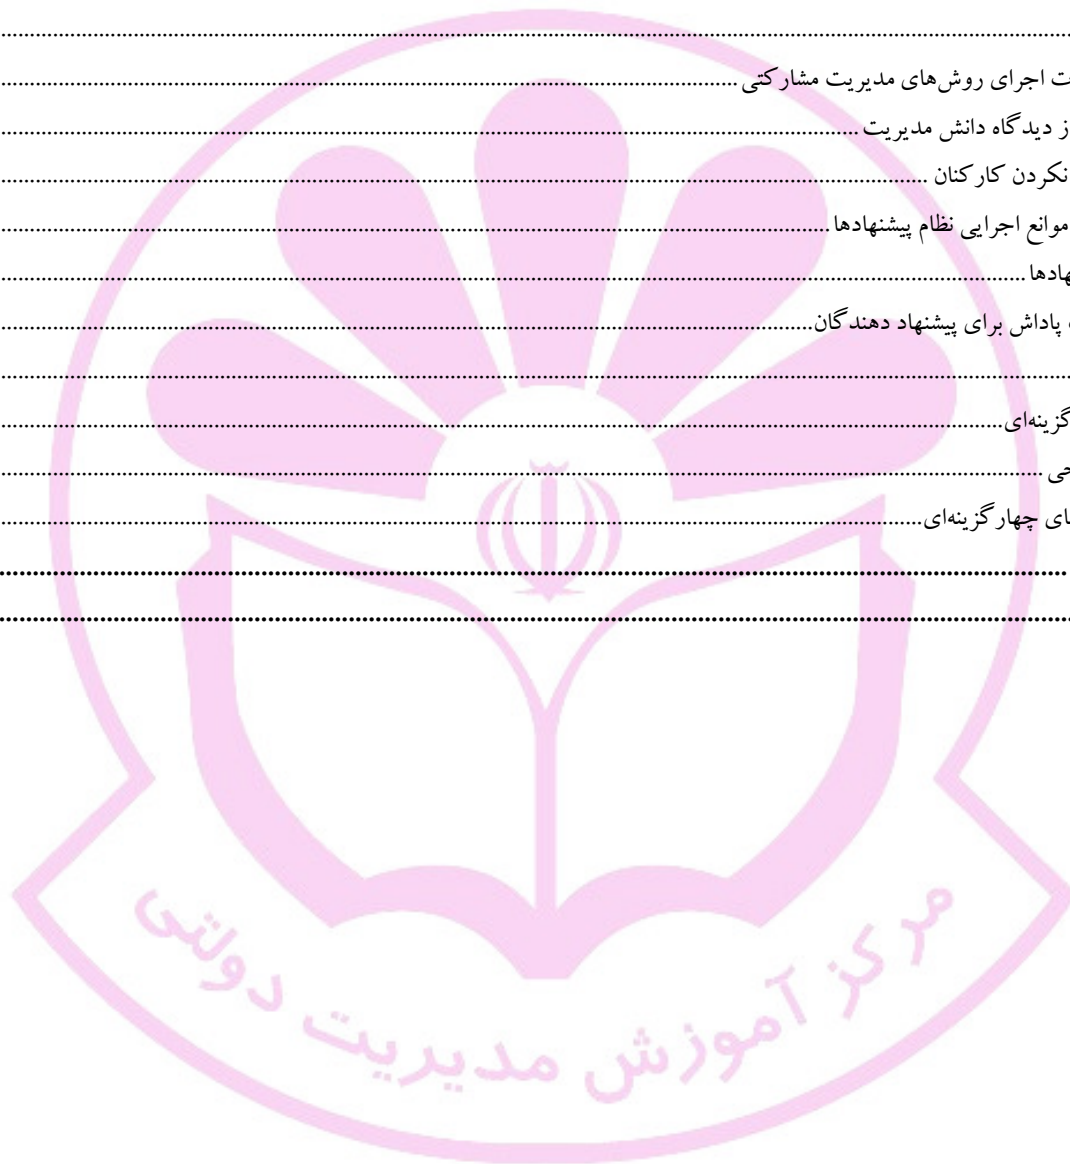 ت اجرای روش‌های مدیریت مشارکتی
ز دیدگاه دانش مدیریت
نکردن کارکنان
موانع اجرایی نظام پیشنهادها
هادها
پاداش برای پیشنهاد دهندگان
گزینه‌ای
حی
ای چهارگزینه‌ای
مرکز آموزش مدیریت دولتی